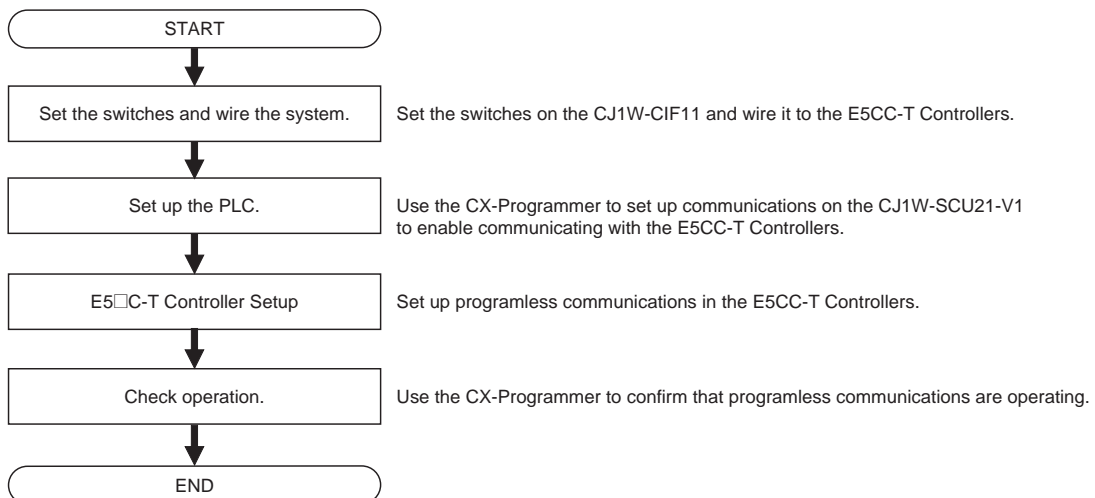 START
Set the switches and wire the system.
Set the switches on the CJ1W-CIF11 and wire it to the E5CC-T Controllers.
Set up the PLC.
Use the CX-Programmer to set up communications on the CJ1W-SCU21-V1
to enable communicating with the E5CC-T Controllers.
E5□C-T Controller Setup
Set up programless communications in the E5CC-T Controllers.
Check operation.
Use the CX-Programmer to confirm that programless communications are operating.
END